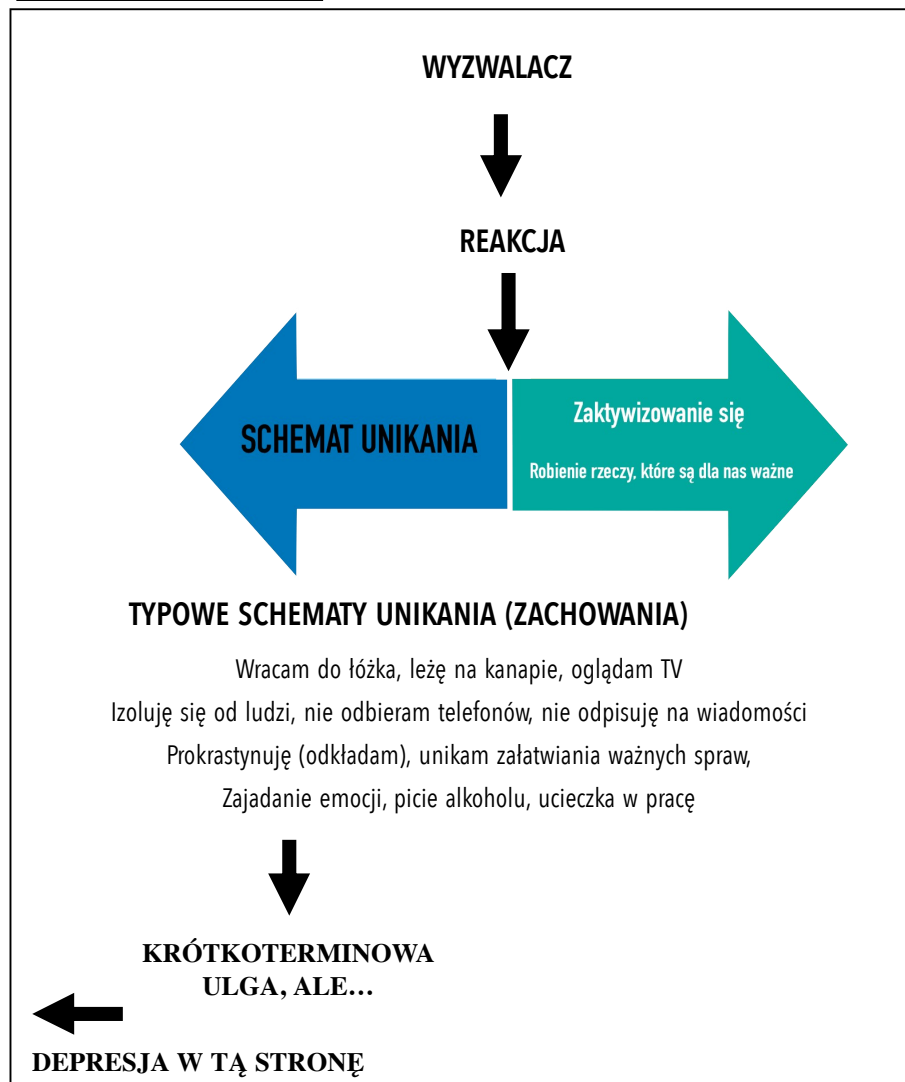 WYZWALACZ
REAKCJA
SCHEMAT UNIKANIA
Zaktywizowanie się
Robienie rzeczy, które są dla nas ważne
TYPOWE SCHEMATY UNIKANIA (ZACHOWANIA)
Wracam do łóżka, leżę na kanapie, oglądam TV
Izoluję się od ludzi, nie odbieram telefonów, nie odpisuję na wiadomości
Prokrastynuję (odkładam), unikam załatwiania ważnych spraw,
Zajadanie emocji, picie alkoholu, ucieczka w pracę
KRÓTKOTERMINOWA
ULGA, ALE…
DEPRESJA W TĄ STRONĘ